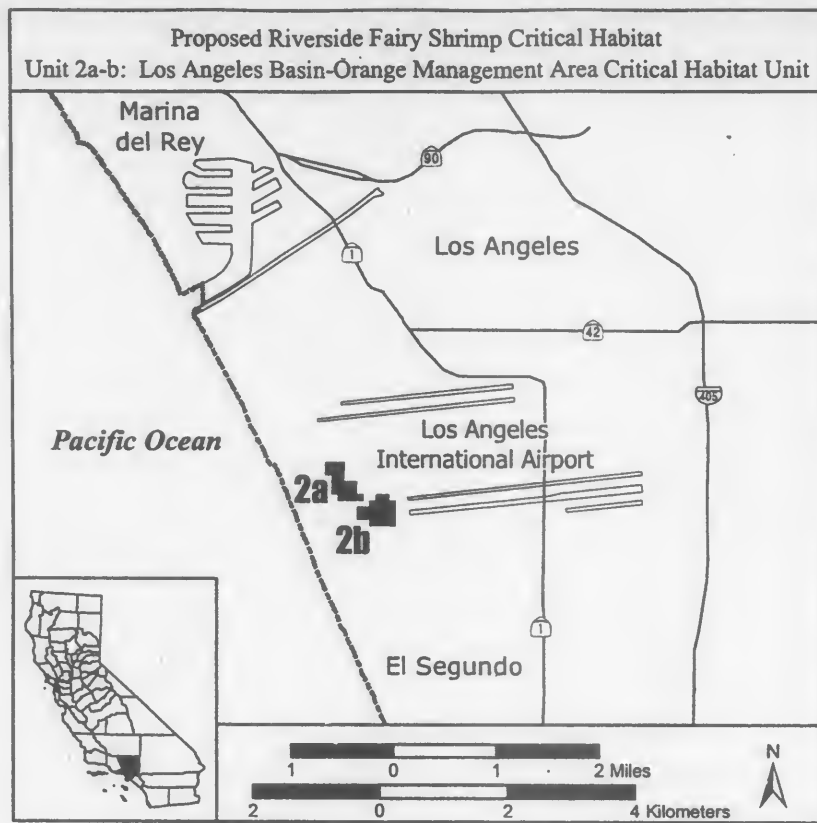 Proposed Riverside Fairy Shrimp Critical Habitat
Unit 2a-b: Los Angeles Basin-Orange Management Area Critical Habitat Unit
Marina
del Rey
90
Los Angeles
1
42
405
Los Angeles
International Airport
Pacific Ocean
2a
2b
El Segundo
1
1 0 1 2 Miles
2 0 2 4 Kilometers
N